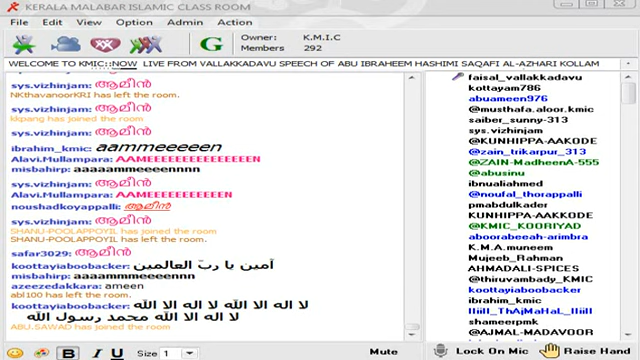 KERALA MALABAR ISLAMIC CLASS ROOM
File Edit View Option Admin Action
G
Owner: K.M.I.C
Members 292
WELCOME TO KMIC::NOW LIVE FROM VALLAKKADAVU SPEECH OF ABU IBRAHEEM HASHIMI SAQAFI AL-AZHARI KOLLAM
sys.vizhinjam: ആമീൻ
NKthavanoorKRI has left the room.
sys.vizhinjam: ആമീൻ
kkpang has joined the room.
sys.vizhinjam: ആമീൻ
ibrahim_kmic: aammeeeeen
Alavi.Mullampara: AAMEEEEEEEEEEEEEEEN
misbahirp: aaaaammeeeennnn
sys.vizhinjam: ആമീൻ
Alavi.Mullampara: AAMEEEEEEEEEEN
noushadkoyappalli: ആമീൻ
sys.vizhinjam: ആമീൻ
SHANU-POOLAPPOYIL has joined the room.
SHANU-POOLAPPOYIL has left the room.
safar3029: ആമീൻ
koottayiaboobacker: آمين يا ربّ العالمين
misbahirp: aaaammmeeeennn
azeezedakkara: ameen
abl100 has left the room.
koottayiaboobacker: لا اله الا الله لا اله الا الله
لا اله الا الله محمد رسول الله
ABU.SAWAD has joined the room
faisal_vallakkadavu
kottayam786
abuameen976
@musthafa.aloor.kmic
saiber_sunny-313
sys.vizhinjam
@KUNHIPPA-AAKODE
@zain_trikarpur_313
@ZAIN-MadheenA-555
@abusinu
ibnualiahmed
@noufal_thorappalli
pmabdulkader
KUNHIPPA-AAKKODE
@KMIC_KOORIYAD
aboorabeeah-arimbra
K.M.A.muneem
Mujeeb_Rahman
AHMADALI-SPICES
@thiruvambady_KMIC
koottayiaboobacker
ibrahim_kmic
IlIilI_ThAjMaHaL_IlIilI
shameerpmk
@AJMAL-MADAVOOR
B I U Size 1 Mute Lock On Mic Raise Hand